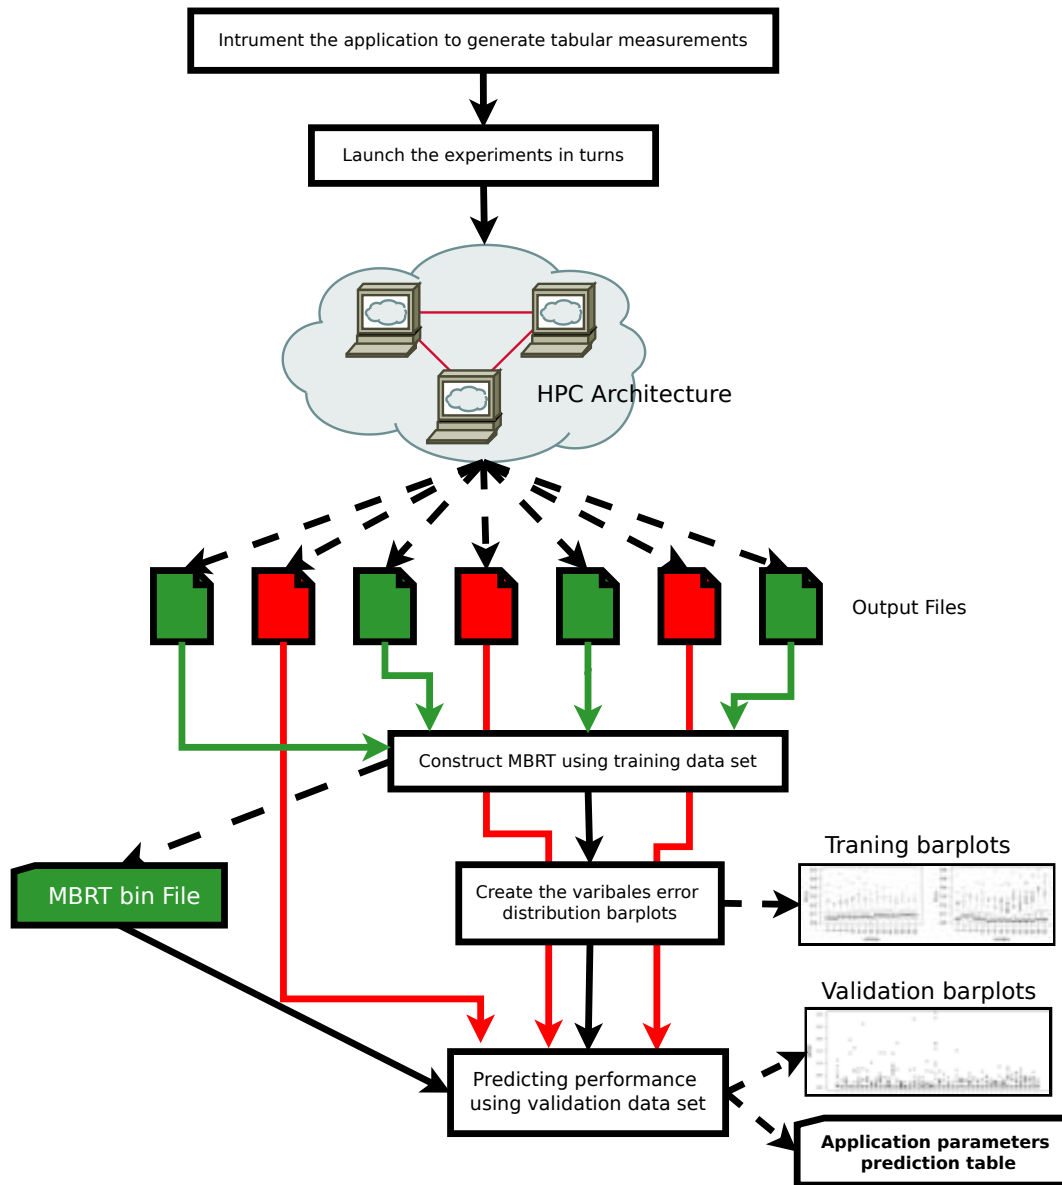 Intrument the application to generate tabular measurements
Launch the experiments in turns
HPC Architecture
Output Files
Construct MBRT using training data set
Traning barplots
MBRT bin File
Create the varibales error
distribution barplots
Validation barplots
Predicting performance
using validation data set
Application parameters
prediction table